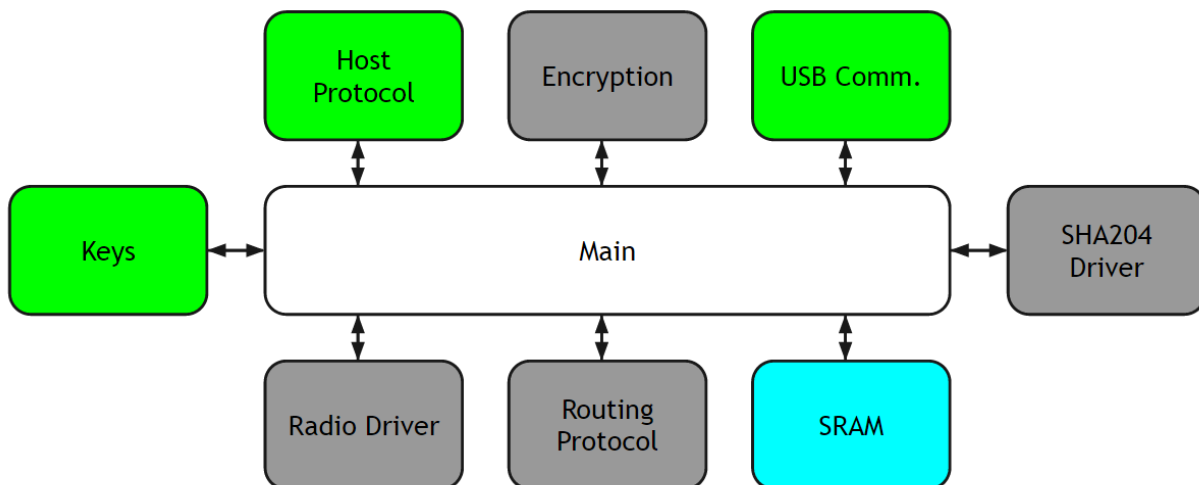 Host
Protocol
Encryption
USB Comm.
Keys
Main
SHA204
Driver
Radio Driver
Routing
Protocol
SRAM